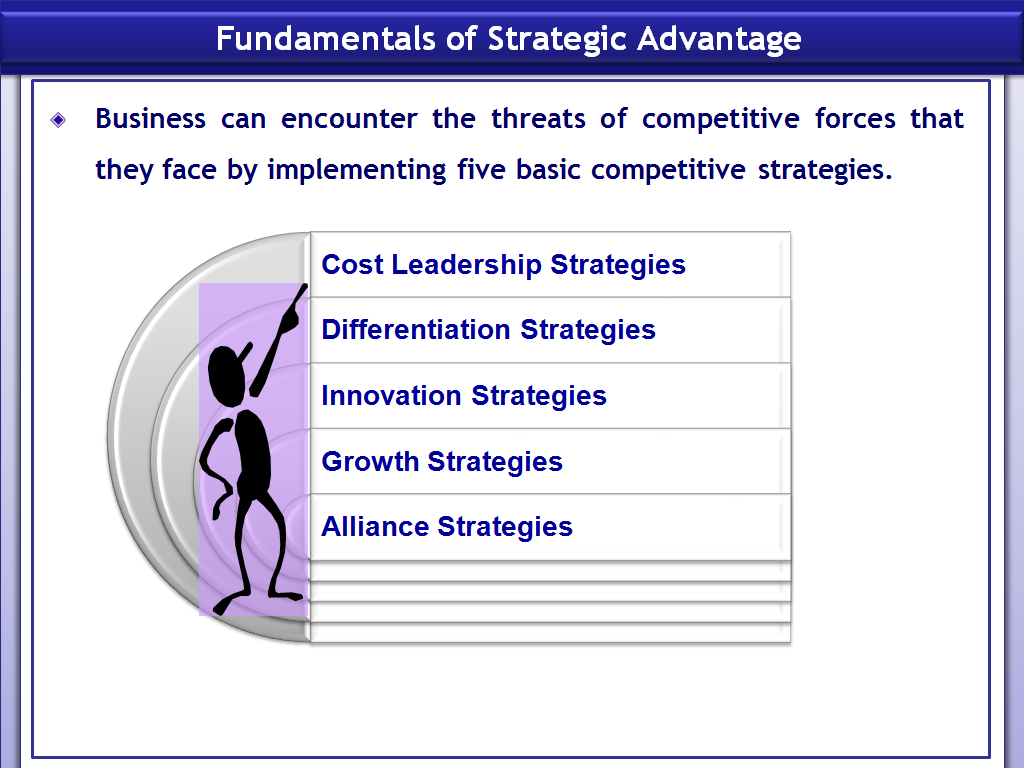 Fundamentals of Strategic Advantage
Business can encounter the threats of competitive forces that
they face by implementing five basic competitive strategies.
Cost Leadership Strategies
Differentiation Strategies
Innovation Strategies
Growth Strategies
Alliance Strategies